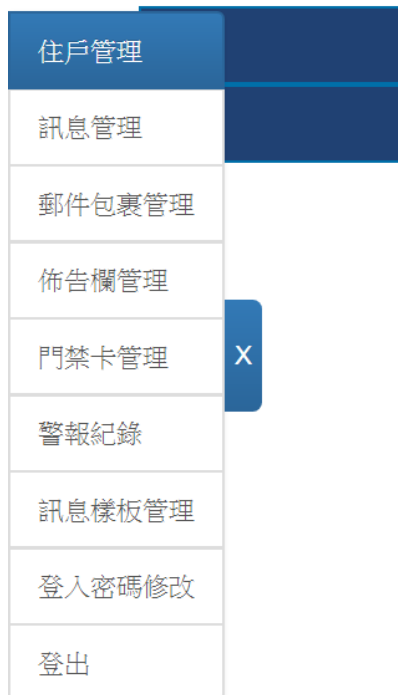 住戶管理
訊息管理
郵件包裹管理
佈告欄管理
門禁卡管理
X
警報紀錄
訊息樣板管理
登入密碼修改
登出